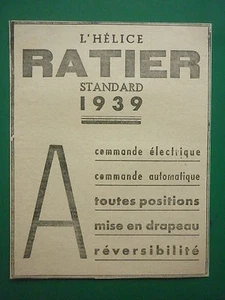 L'HÉLICE
RATIER
STANDARD
1939
A
commande électrique
commande automatique
toutes positions
mise en drapeau
réversibilité